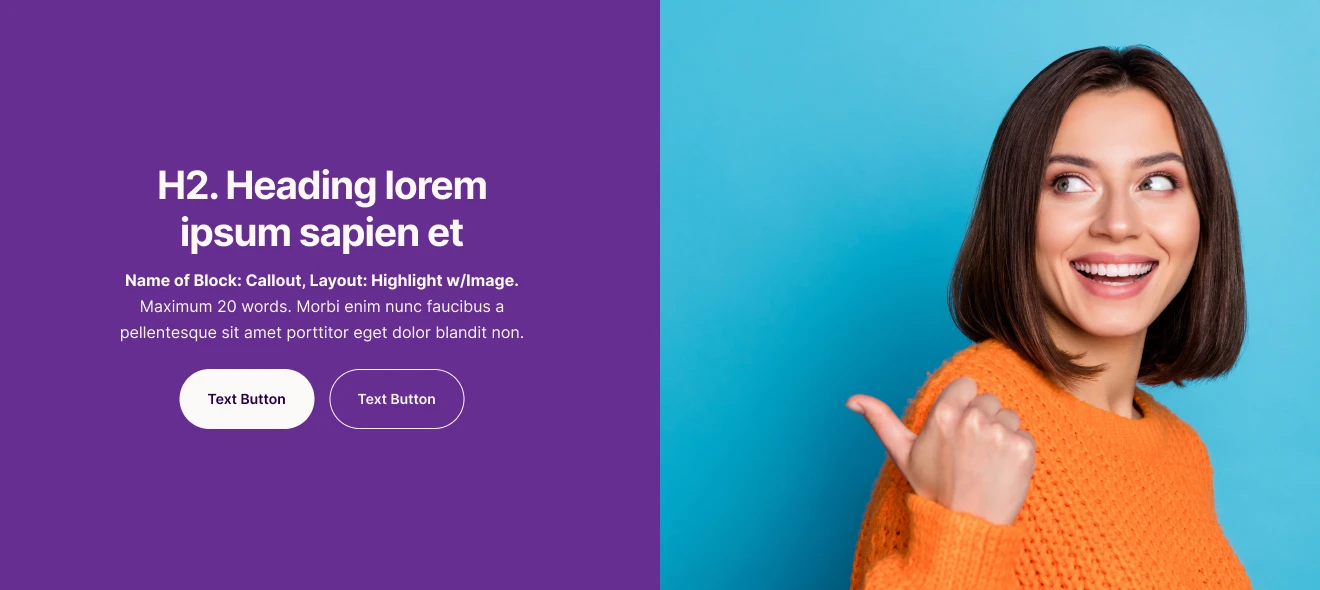 H2. Heading lorem
ipsum sapien et
Name of Block: Callout, Layout: Highlight w/Image.
Maximum 20 words. Morbi enim nunc faucibus a
pellentesque sit amet porttitor eget dolor blandit non.
Text Button
Text Button